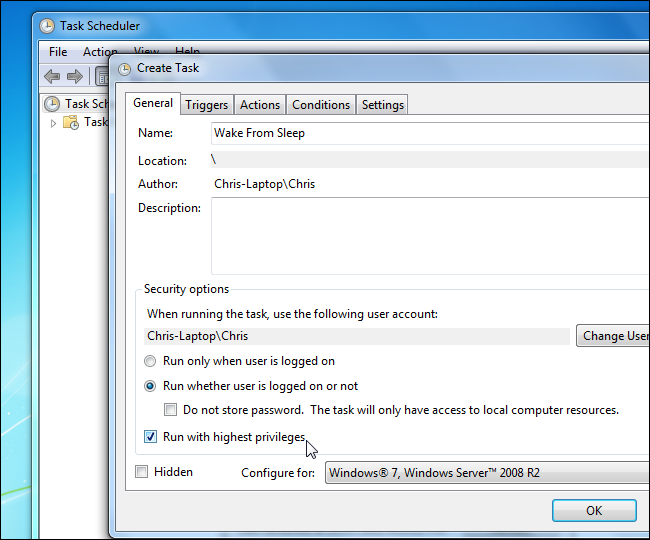 Task Scheduler
File Action View Help
Create Task
Task Sch
Task
General Triggers Actions Conditions Settings
Name: Wake From Sleep
Location: \
Author: Chris-Laptop\Chris
Description:
Security options
When running the task, use the following user account:
Chris-Laptop\Chris
Change User
Run only when user is logged on
Run whether user is logged on or not
Do not store password. The task will only have access to local computer resources.
Run with highest privileges
Hidden Configure for: Windows® 7, Windows Server™ 2008 R2
OK